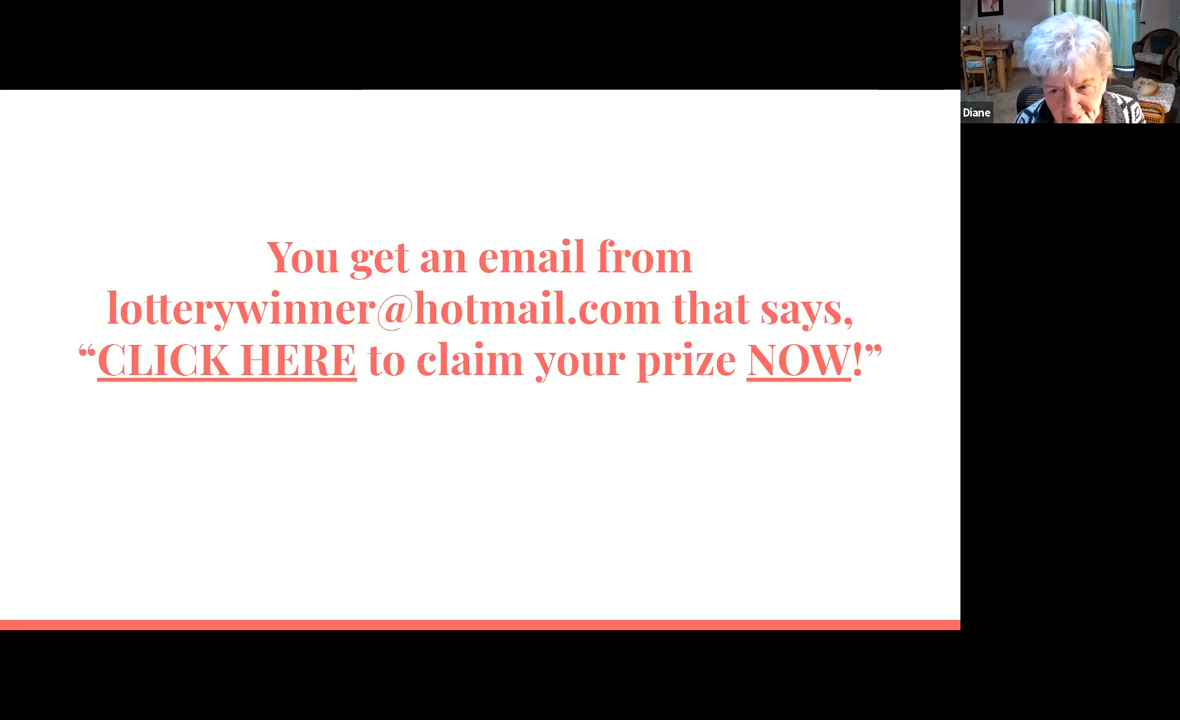 You get an email from
lotterywinner@hotmail.com that says,
“CLICK HERE to claim your prize NOW!”
Diane